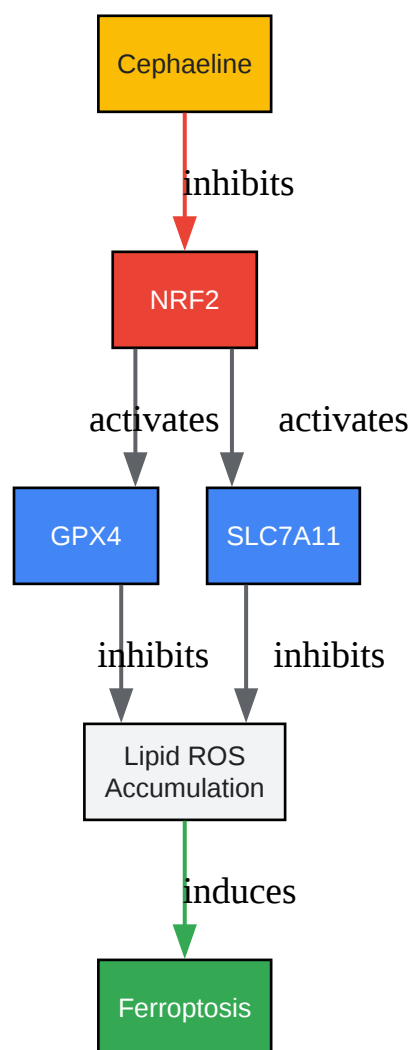 Cephaeline
inhibits
NRF2
activates
activates
GPX4
SLC7A11
inhibits
inhibits
Lipid ROS
Accumulation
induces
Ferroptosis